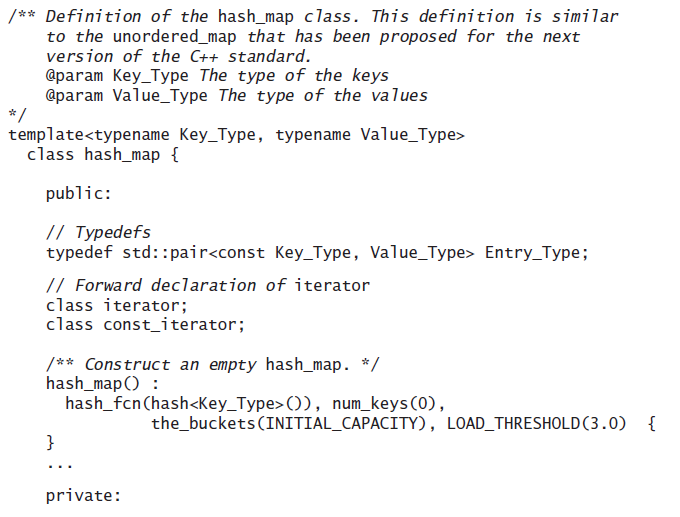 /** Definition of the hash_map class. This definition is similar
    to the unordered_map that has been proposed for the next
    version of the C++ standard.
    @param Key_Type The type of the keys
    @param Value_Type The type of the values
*/
template<typename Key_Type, typename Value_Type>
  class hash_map {
    public:
    // Typedefs
    typedef std::pair<const Key_Type, Value_Type> Entry_Type;
    // Forward declaration of iterator
    class iterator;
    class const_iterator;
    /** Construct an empty hash_map. */
    hash_map() :
      hash_fcn(hash<Key_Type>()), num_keys(0),
               the_buckets(INITIAL_CAPACITY), LOAD_THRESHOLD(3.0)  {
    }
    ...
    private: